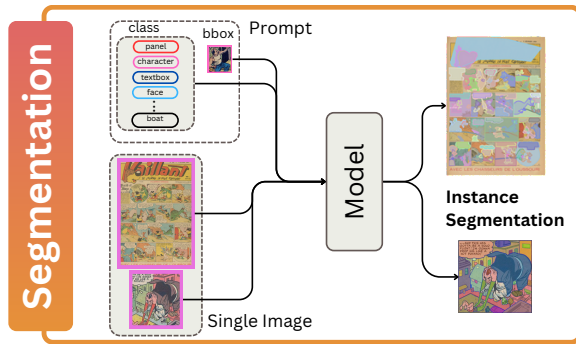 Segmentation
class
bbox
Prompt
panel
character
textbox
face
boat
Vaillant
Model
Single Image
Instance
Segmentation